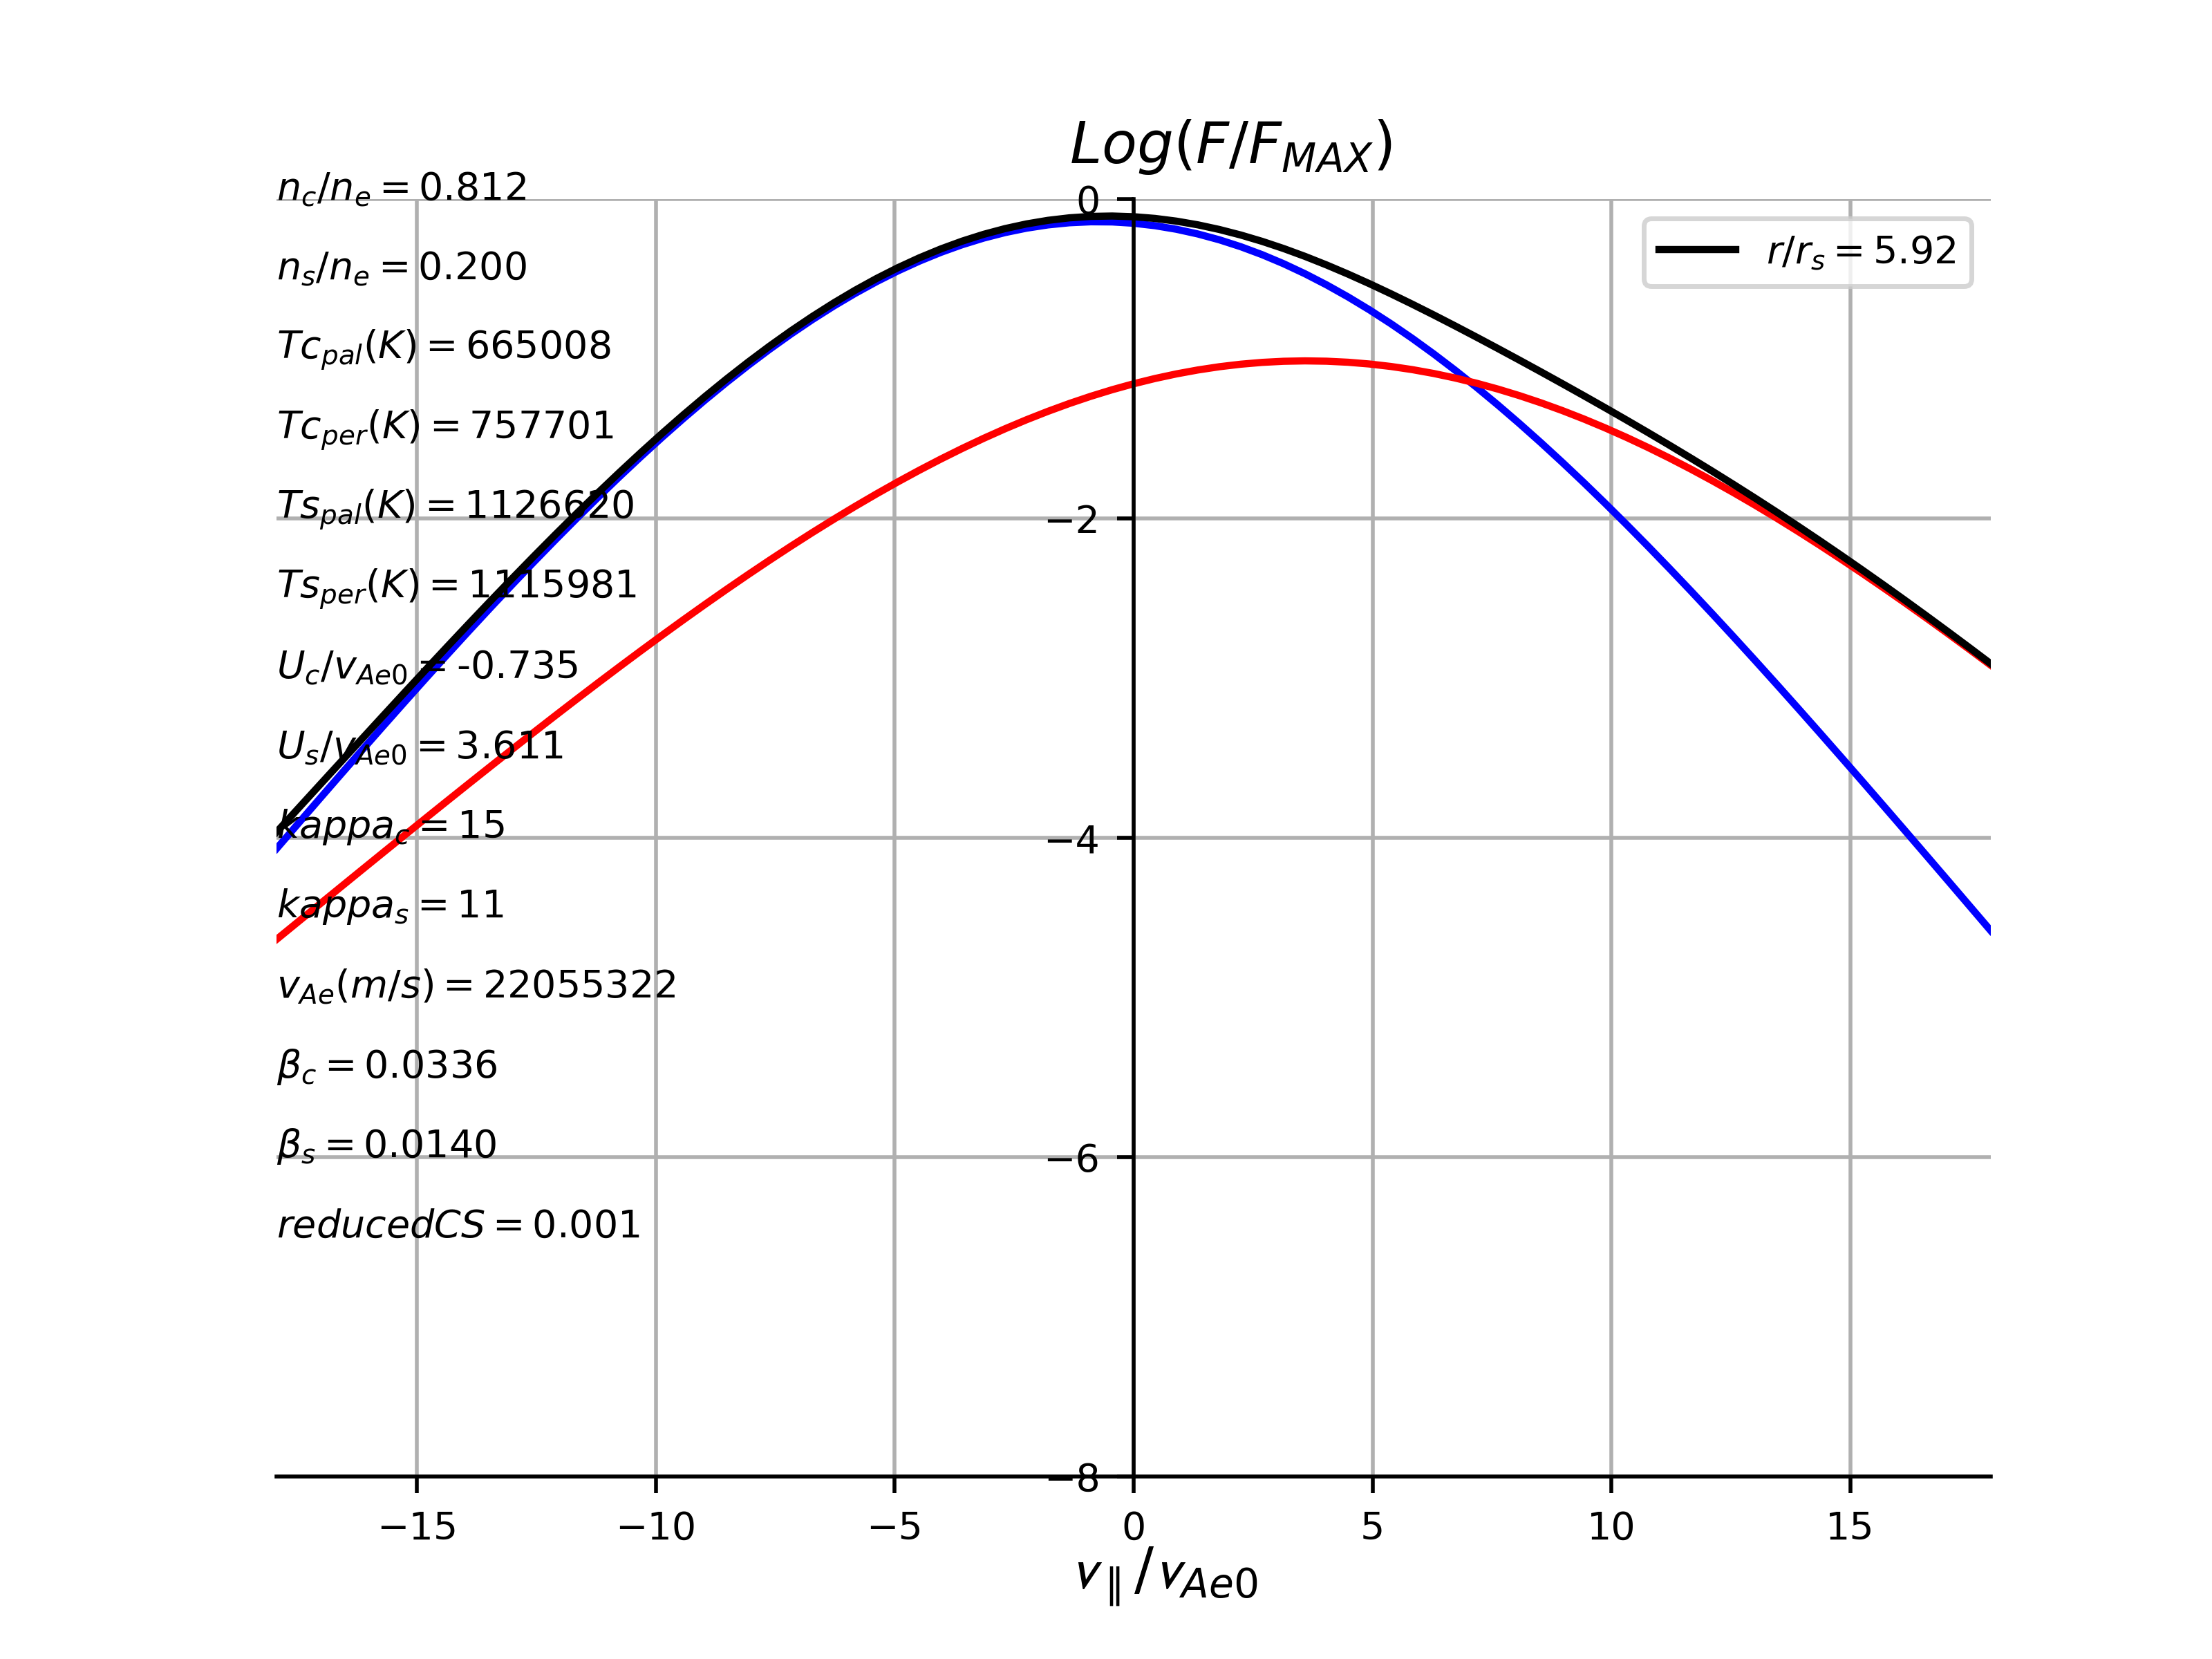 Log(F/F_MAX)
n_c/n_e = 0.812
n_s/n_e = 0.200
Tc_pal(K) = 665008
Tc_per(K) = 757701
Ts_pal(K) = 1126620
Ts_per(K) = 1115981
U_c/v_Ae0 = -0.735
U_s/v_Ae0 = 3.611
kappa_c = 15
kappa_s = 11
v_Ae(m/s) = 22055322
β_c = 0.0336
β_s = 0.0140
reducedCS = 0.001
r/r_s = 5.92
0
−2
−4
−6
−8
−15 −10 −5 0 5 10 15
v_∥/v_Ae0